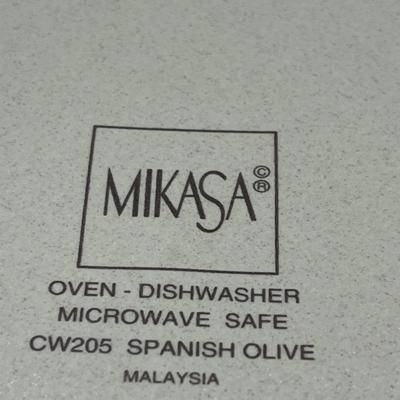 MIKASA © ®
OVEN - DISHWASHER
MICROWAVE SAFE
CW205 SPANISH OLIVE
MALAYSIA